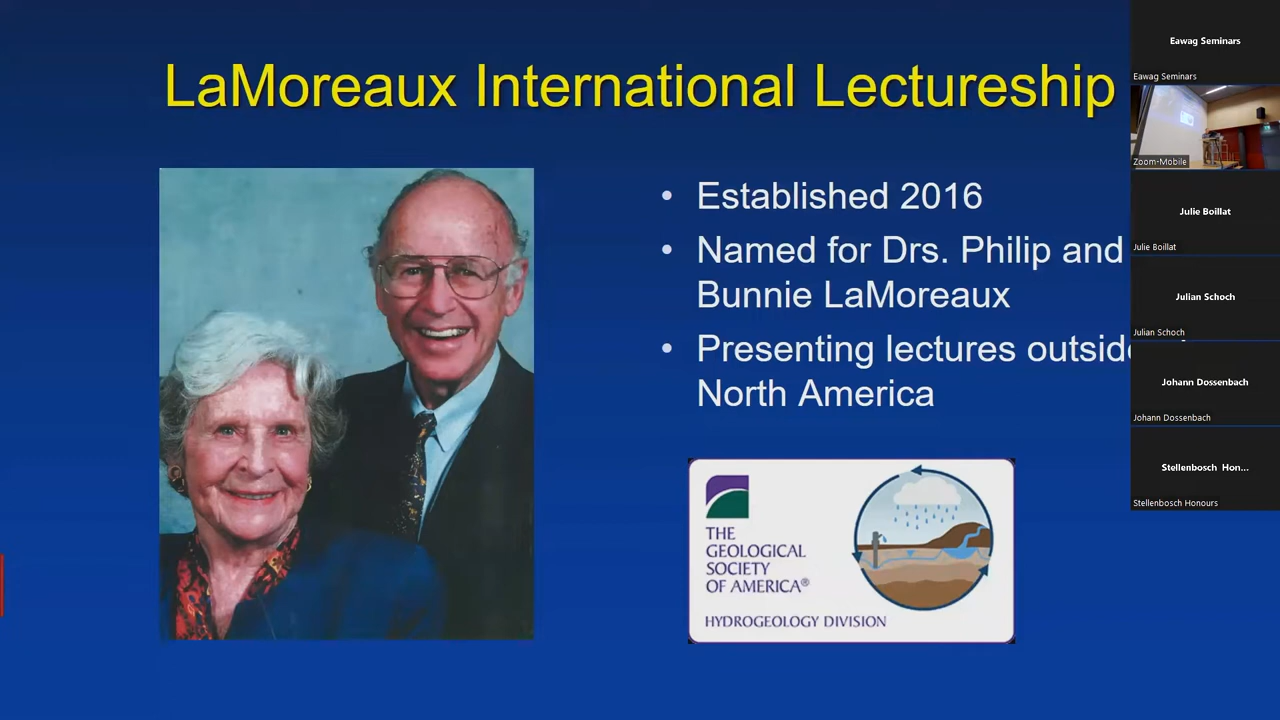 LaMoreaux International Lectureship
• Established 2016
• Named for Drs. Philip and
Bunnie LaMoreaux
• Presenting lectures outside
North America
THE
GEOLOGICAL
SOCIETY
OF AMERICA®
HYDROGEOLOGY DIVISION
Eawag Seminars
Eawag Seminars
Zoom-Mobile
Julie Boillat
Julie Boillat
Julian Schoch
Julian Schoch
Johann Dossenbach
Johann Dossenbach
Stellenbosch Hon...
Stellenbosch Honours